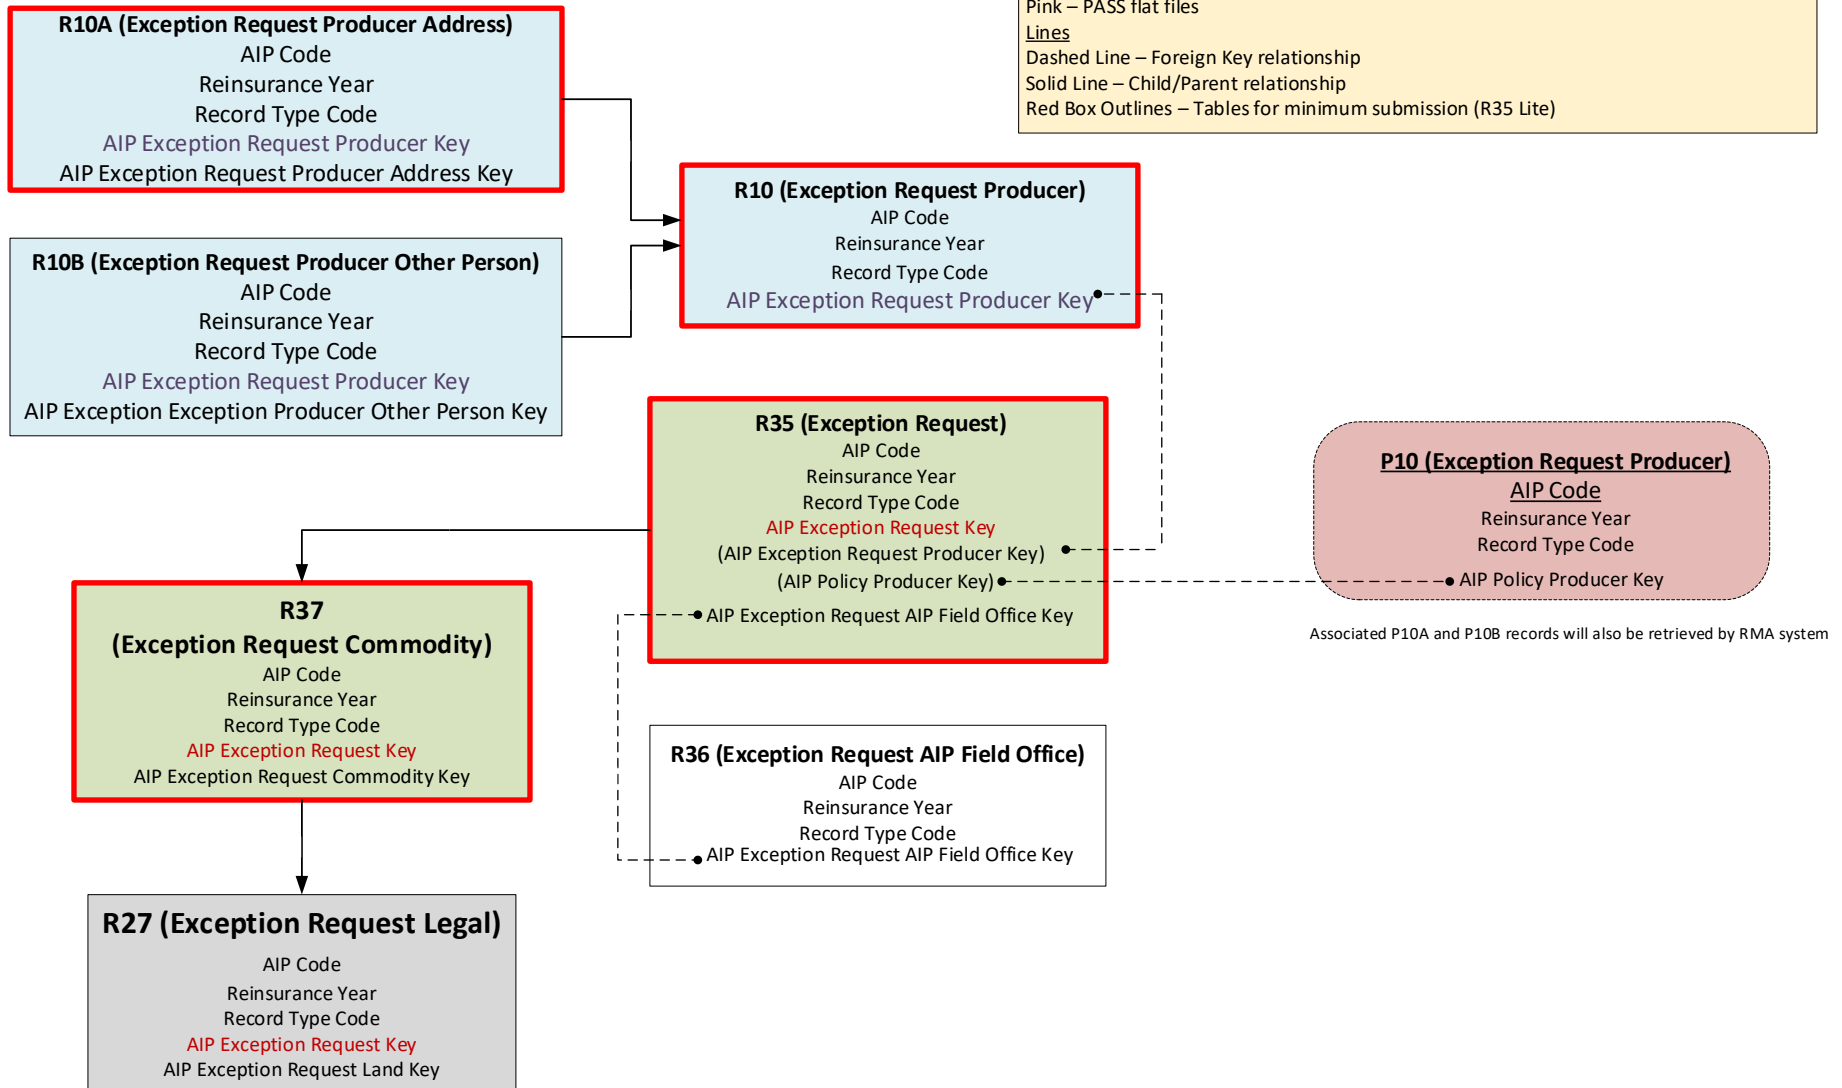 Pink – PASS flat files
Lines
Dashed Line – Foreign Key relationship
Solid Line – Child/Parent relationship
Red Box Outlines – Tables for minimum submission (R35 Lite)
R10A (Exception Request Producer Address)
AIP Code
Reinsurance Year
Record Type Code
AIP Exception Request Producer Key
AIP Exception Request Producer Address Key
R10 (Exception Request Producer)
AIP Code
Reinsurance Year
Record Type Code
AIP Exception Request Producer Key
R10B (Exception Request Producer Other Person)
AIP Code
Reinsurance Year
Record Type Code
AIP Exception Request Producer Key
AIP Exception Exception Producer Other Person Key
R35 (Exception Request)
AIP Code
Reinsurance Year
Record Type Code
AIP Exception Request Key
(AIP Exception Request Producer Key)
(AIP Policy Producer Key)
AIP Exception Request AIP Field Office Key
P10 (Exception Request Producer)
AIP Code
Reinsurance Year
Record Type Code
AIP Policy Producer Key
Associated P10A and P10B records will also be retrieved by RMA system
R37
(Exception Request Commodity)
AIP Code
Reinsurance Year
Record Type Code
AIP Exception Request Key
AIP Exception Request Commodity Key
R36 (Exception Request AIP Field Office)
AIP Code
Reinsurance Year
Record Type Code
AIP Exception Request AIP Field Office Key
R27 (Exception Request Legal)
AIP Code
Reinsurance Year
Record Type Code
AIP Exception Request Key
AIP Exception Request Land Key